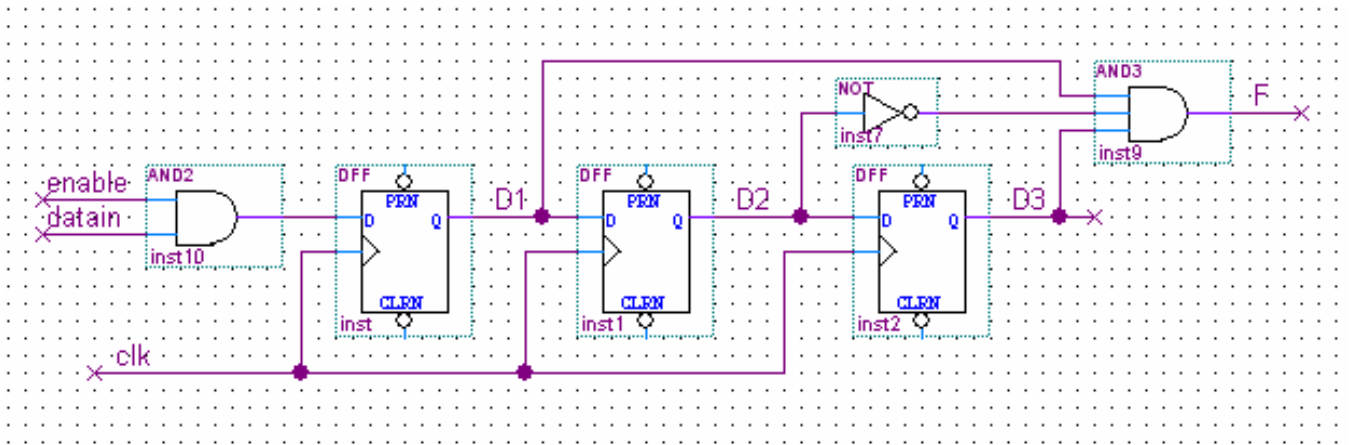 AND3
F
NOT
inst7
inst9
enable
AND2
DFF
DFF
DFF
PRN
PRN
PRN
datain
D
Q
D1
D
Q
D2
D
Q
D3
inst10
CLRN
CLRN
CLRN
inst
inst1
inst2
clk